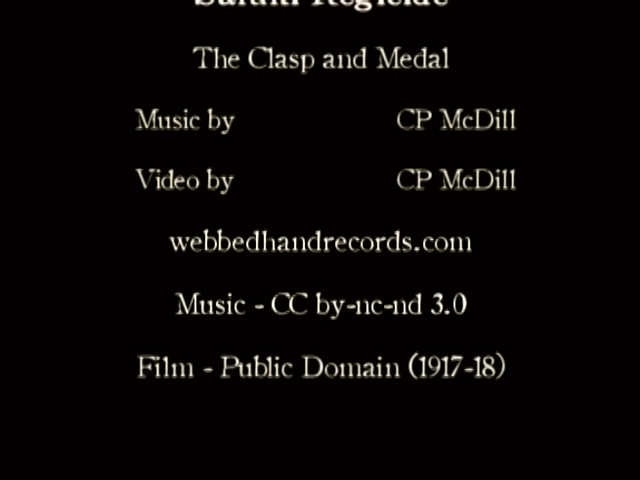 The Clasp and Medal
Music by CP McDill
Video by CP McDill
webbedhandrecords.com
Music - CC by-nc-nd 3.0
Film - Public Domain (1917-18)